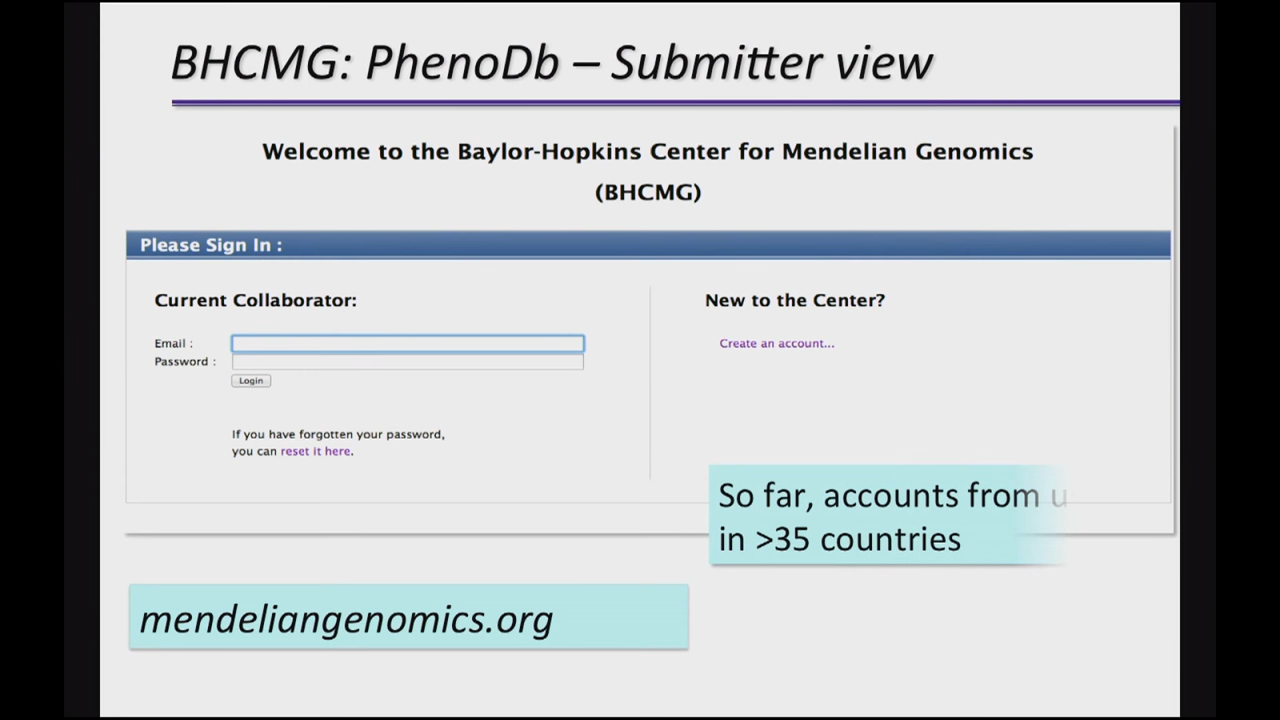 BHCMG: PhenoDb – Submitter view
Welcome to the Baylor-Hopkins Center for Mendelian Genomics
(BHCMG)
Please Sign In :
Current Collaborator:
Email :
Password :
Login
If you have forgotten your password,
you can reset it here.
New to the Center?
Create an account...
So far, accounts from
in >35 countries
mendeliangenomics.org